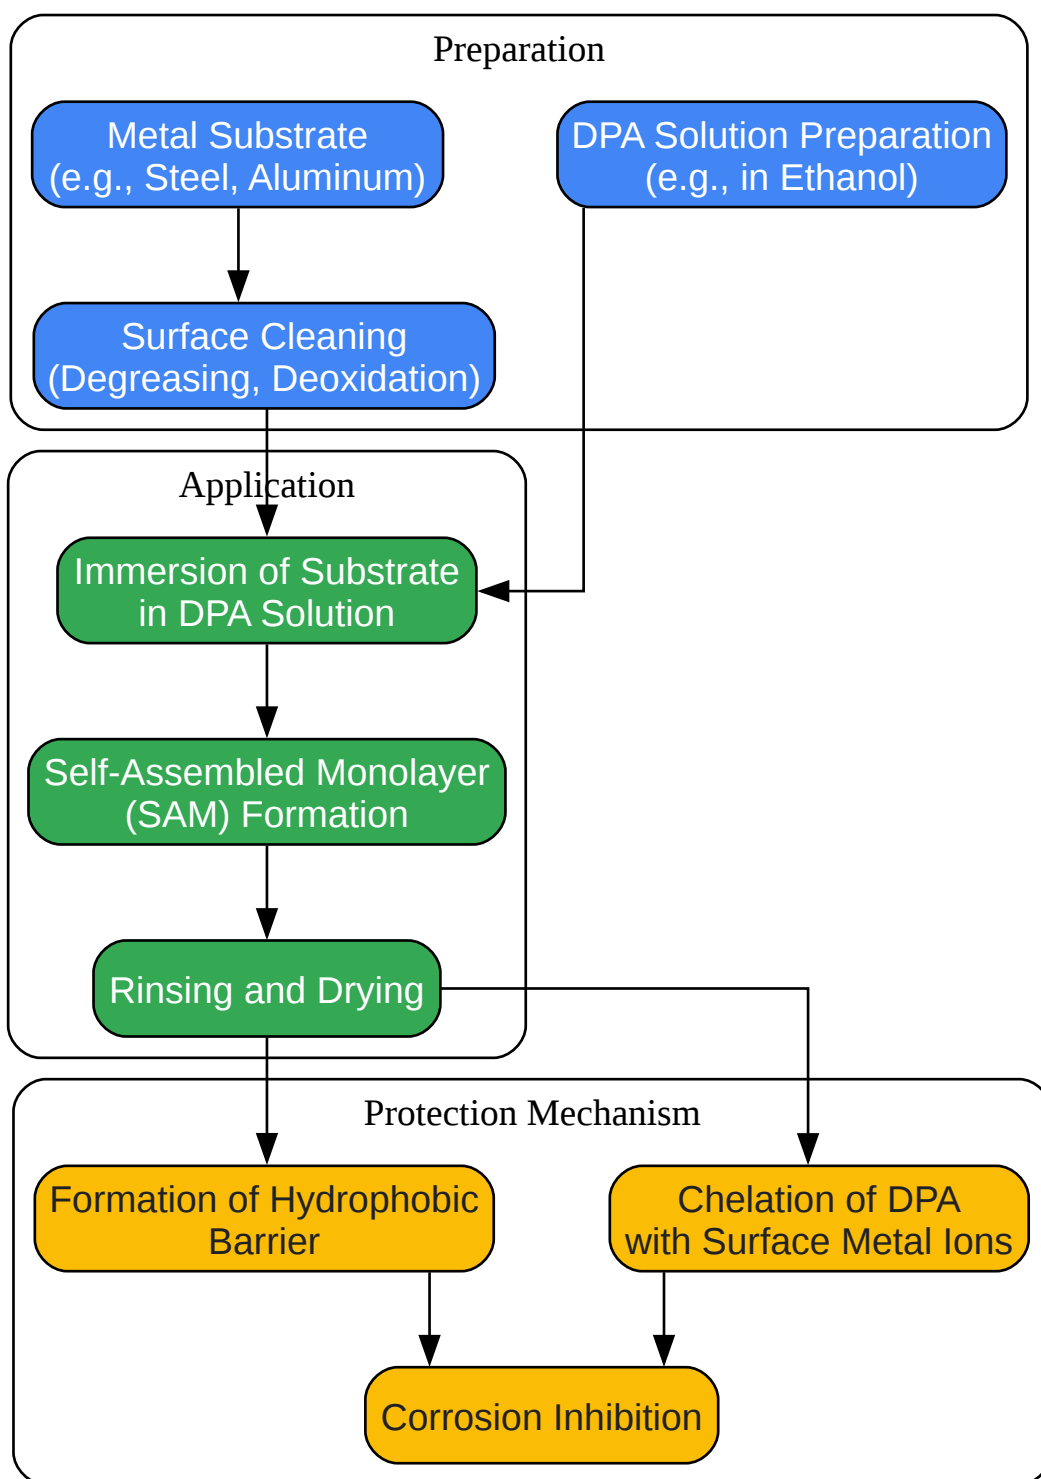 Preparation
Metal Substrate
(e.g., Steel, Aluminum)
DPA Solution Preparation
(e.g., in Ethanol)
Surface Cleaning
(Degreasing, Deoxidation)
Application
Immersion of Substrate
in DPA Solution
Self-Assembled Monolayer
(SAM) Formation
Rinsing and Drying
Protection Mechanism
Formation of Hydrophobic
Barrier
Chelation of DPA
with Surface Metal Ions
Corrosion Inhibition